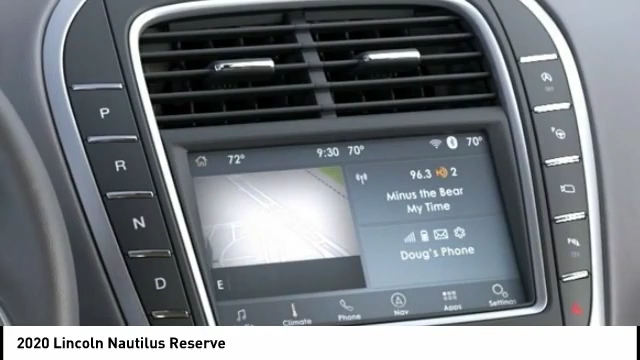 P
R
N
D
72°
9:30
70°
70°
96.3 HD 2
Minus the Bear
My Time
Doug's Phone
E
Climate
Phone
Nav
Apps
Settings
2020 Lincoln Nautilus Reserve